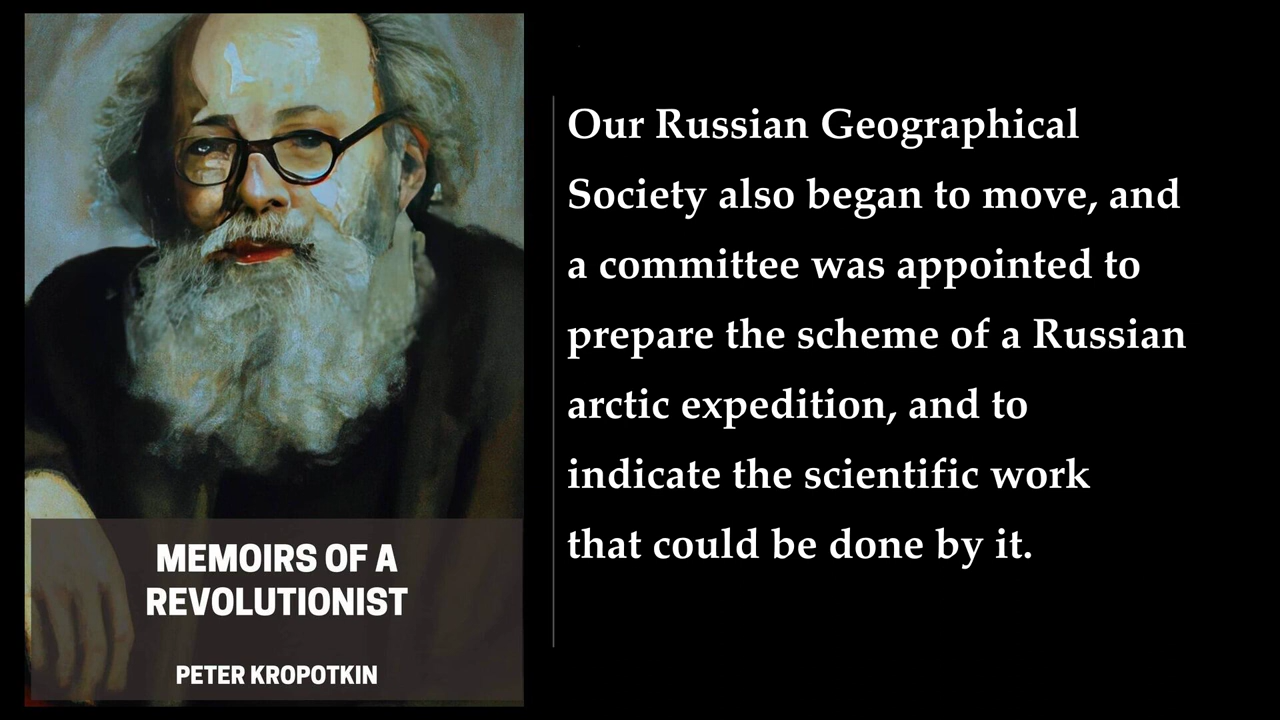 MEMOIRS OF A
REVOLUTIONIST
PETER KROPOTKIN
Our Russian Geographical
Society also began to move, and
a committee was appointed to
prepare the scheme of a Russian
arctic expedition, and to
indicate the scientific work
that could be done by it.